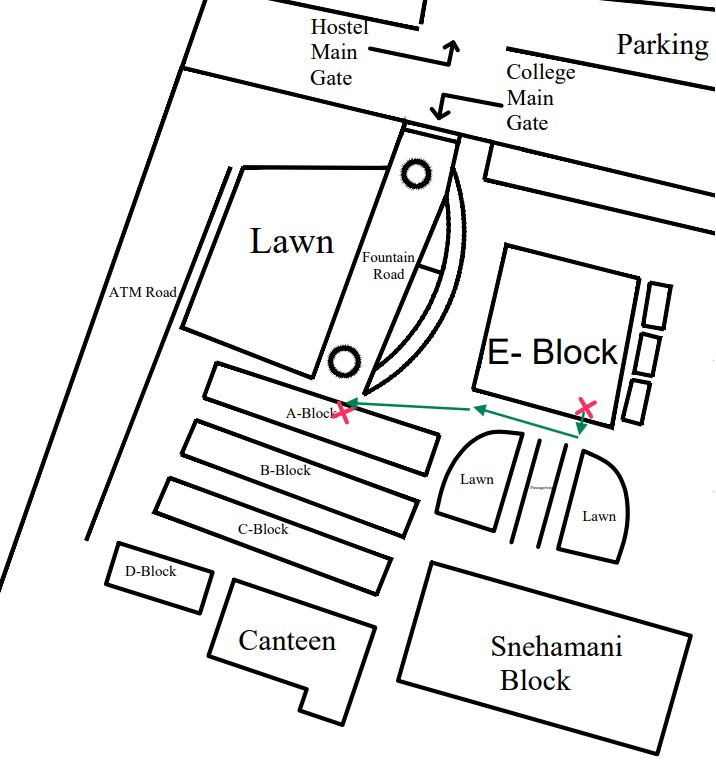 Hostel
Main
Gate
Parking
College
Main
Gate
Lawn
Fountain
Road
ATM Road
E- Block
A-Block
B-Block
Lawn
Lawn
C-Block
D-Block
Canteen
Snehamani
Block